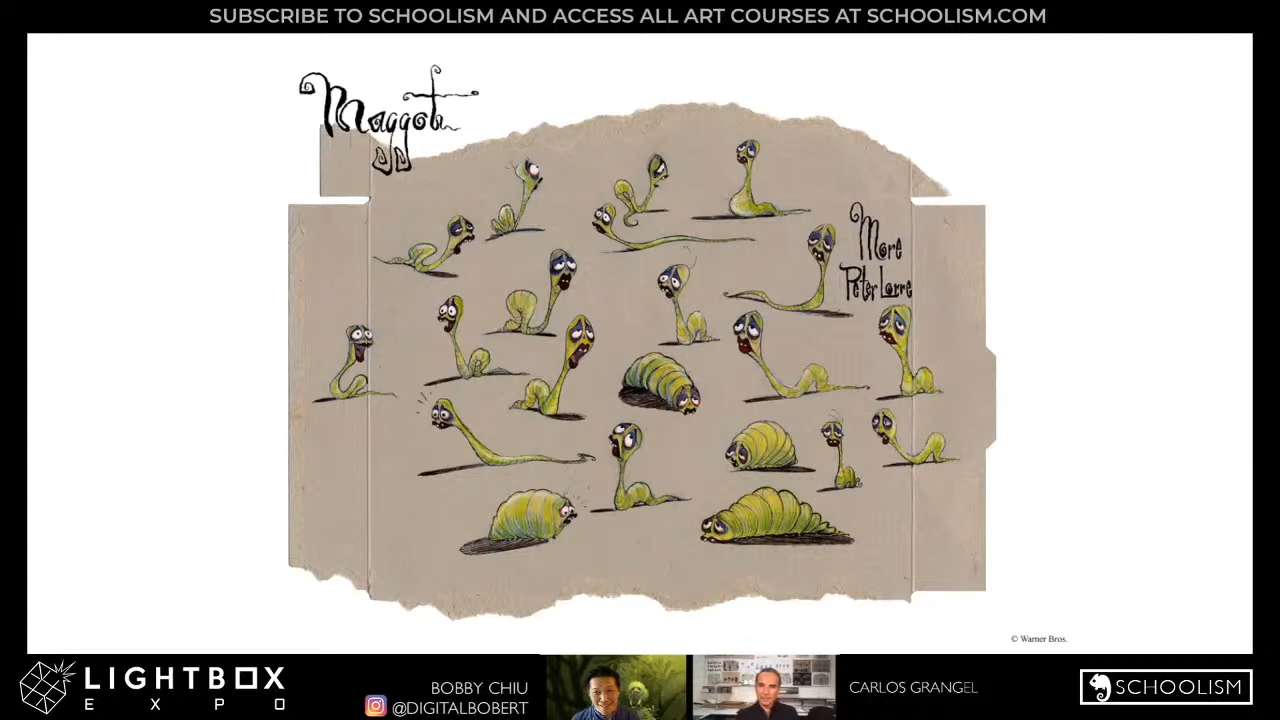 SUBSCRIBE TO SCHOOLISM AND ACCESS ALL ART COURSES AT SCHOOLISM.COM
Maggot
More
Peter Lorre
© Warner Bros.
LIGHTBOX
EXPO
BOBBY CHIU
@DIGITALBOBERT
CARLOS GRANGEL
SCHOOLISM